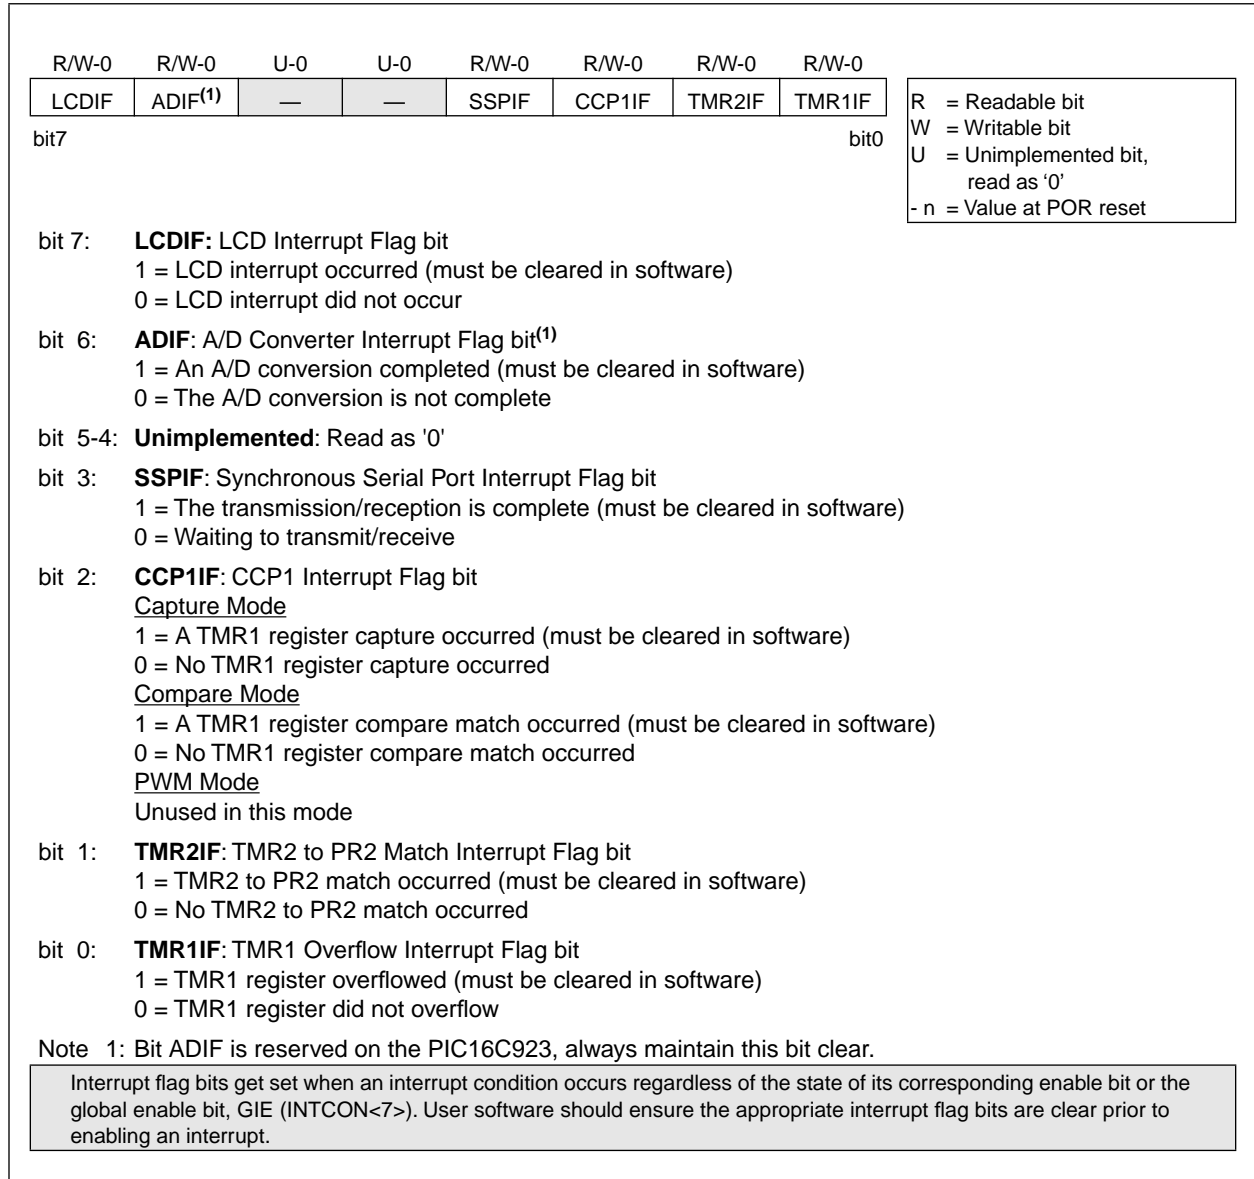 R/W-0 R/W-0 U-0 U-0 R/W-0 R/W-0 R/W-0 R/W-0
LCDIF ADIF(1) — — SSPIF CCP1IF TMR2IF TMR1IF
bit7 bit0
R = Readable bit
W = Writable bit
U = Unimplemented bit,
read as ‘0’
- n = Value at POR reset
bit 7: LCDIF: LCD Interrupt Flag bit
1 = LCD interrupt occurred (must be cleared in software)
0 = LCD interrupt did not occur
bit 6: ADIF: A/D Converter Interrupt Flag bit(1)
1 = An A/D conversion completed (must be cleared in software)
0 = The A/D conversion is not complete
bit 5-4: Unimplemented: Read as '0'
bit 3: SSPIF: Synchronous Serial Port Interrupt Flag bit
1 = The transmission/reception is complete (must be cleared in software)
0 = Waiting to transmit/receive
bit 2: CCP1IF: CCP1 Interrupt Flag bit
Capture Mode
1 = A TMR1 register capture occurred (must be cleared in software)
0 = No TMR1 register capture occurred
Compare Mode
1 = A TMR1 register compare match occurred (must be cleared in software)
0 = No TMR1 register compare match occurred
PWM Mode
Unused in this mode
bit 1: TMR2IF: TMR2 to PR2 Match Interrupt Flag bit
1 = TMR2 to PR2 match occurred (must be cleared in software)
0 = No TMR2 to PR2 match occurred
bit 0: TMR1IF: TMR1 Overflow Interrupt Flag bit
1 = TMR1 register overflowed (must be cleared in software)
0 = TMR1 register did not overflow
Note 1: Bit ADIF is reserved on the PIC16C923, always maintain this bit clear.
Interrupt flag bits get set when an interrupt condition occurs regardless of the state of its corresponding enable bit or the
global enable bit, GIE (INTCON<7>). User software should ensure the appropriate interrupt flag bits are clear prior to
enabling an interrupt.